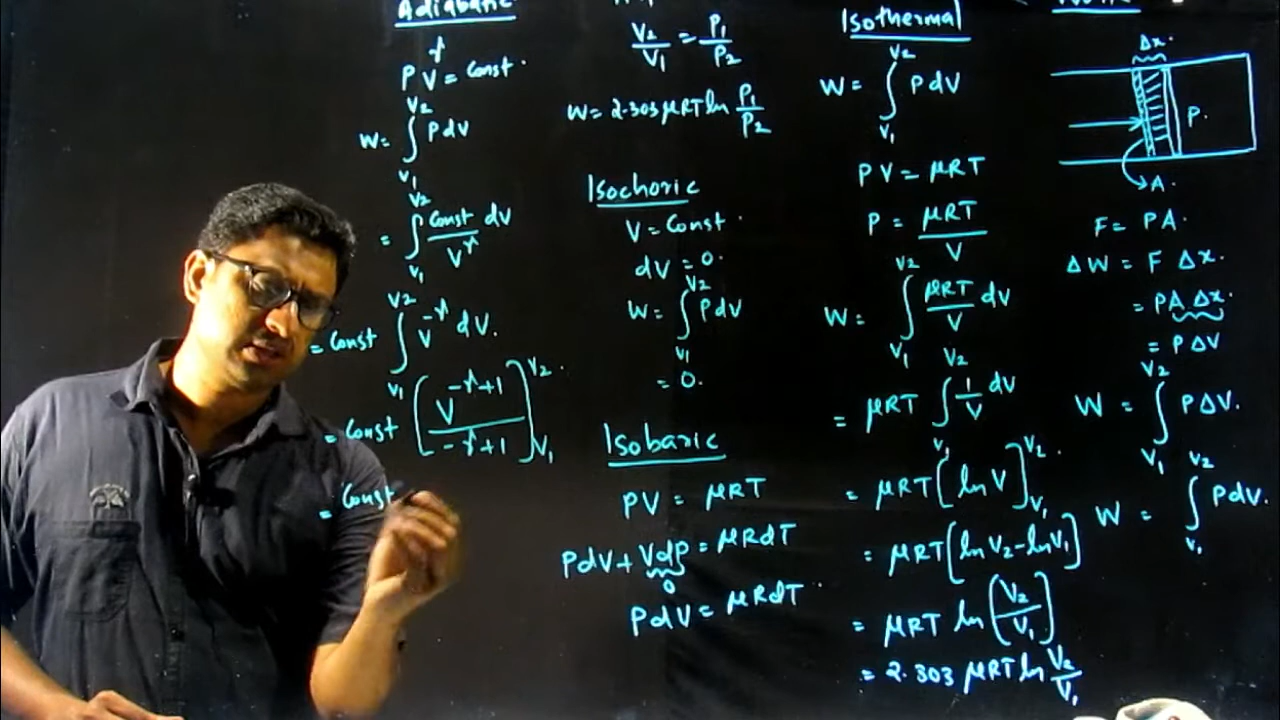 Adiabatic
PV^γ = Const.
W = ∫_{V1}^{V2} PdV
= ∫_{V1}^{V2} Const/V^γ dV
= Const ∫_{V1}^{V2} V^{-γ} dV.
= Const [V^{-γ+1}/-γ+1]_{V1}^{V2}.
= Const
V2/V1 = P1/P2
W = 2.303 μRT ln P1/P2
Isochoric
V = Const.
dV = 0.
W = ∫_{V1}^{V2} PdV
= 0.
Isobaric
PV = μRT
PdV + Vdp = μRdT
0
PdV = μRdT.
Isothermal
W = ∫_{V1}^{V2} PdV
PV = μRT
P = μRT/V
W = ∫_{V1}^{V2} μRT/V dV
= μRT ∫_{V1}^{V2} 1/V dV
= μRT [ln V]_{V1}^{V2}.
= μRT [ln V2 - ln V1]
= μRT ln (V2/V1)
= 2.303 μRT ln V2/V1
Δx.
P.
A.
F = PA.
ΔW = F Δx.
= PA Δx.
= PΔV
W = ∫_{V1}^{V2} PΔV.
W = ∫_{V1}^{V2} PdV.